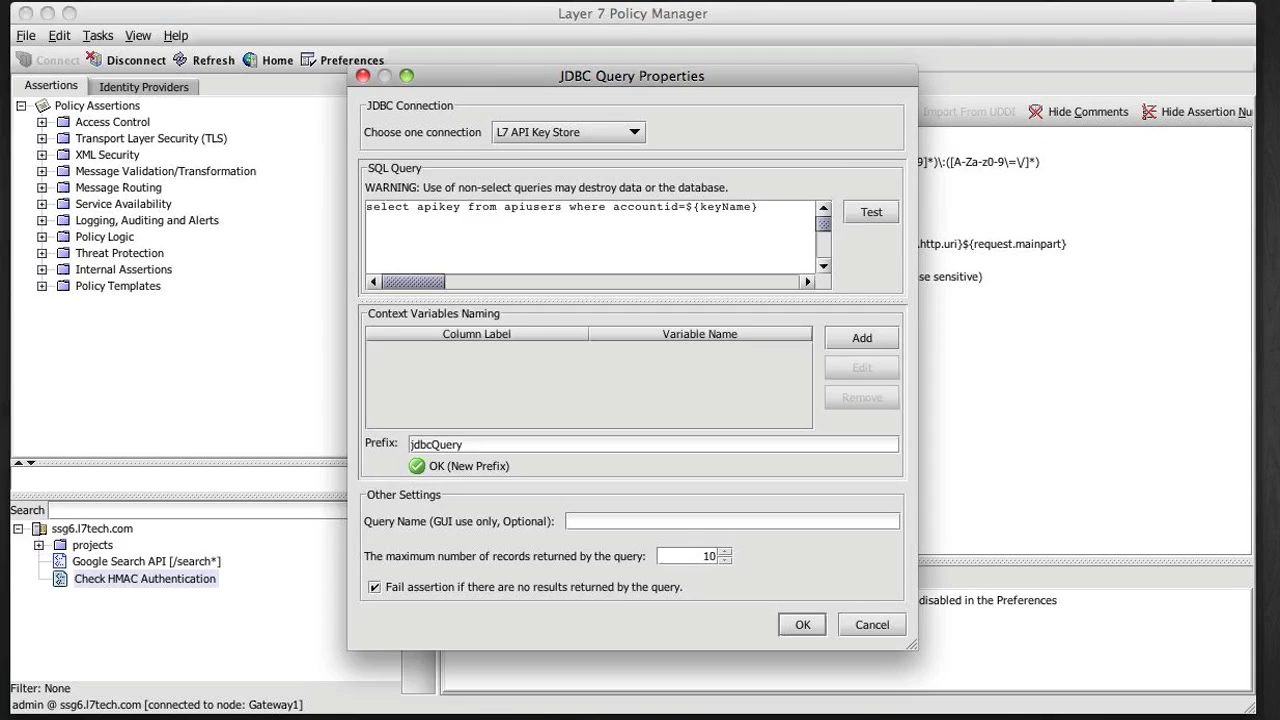 Layer 7 Policy Manager
File Edit Tasks View Help
Connect Disconnect Refresh Home Preferences
Assertions Identity Providers
Policy Assertions
Access Control
Transport Layer Security (TLS)
XML Security
Message Validation/Transformation
Message Routing
Service Availability
Logging, Auditing and Alerts
Policy Logic
Threat Protection
Internal Assertions
Policy Templates
Search
ssg6.l7tech.com
projects
Google Search API [/search*]
Check HMAC Authentication
Filter: None
admin @ ssg6.l7tech.com [connected to node: Gateway1]
JDBC Query Properties
JDBC Connection
Choose one connection L7 API Key Store
SQL Query
WARNING: Use of non-select queries may destroy data or the database.
select apikey from apiusers where accountid=${keyName}
Test
Context Variables Naming
Column Label Variable Name
Add
Edit
Remove
Prefix: jdbcQuery
OK (New Prefix)
Other Settings
Query Name (GUI use only, Optional):
The maximum number of records returned by the query: 10
Fail assertion if there are no results returned by the query.
OK Cancel
Import From UDDI Hide Comments Hide Assertion Nu
9]*)\:([A-Za-z0-9\=\/]*)
.http.uri}${request.mainpart}
se sensitive)
disabled in the Preferences